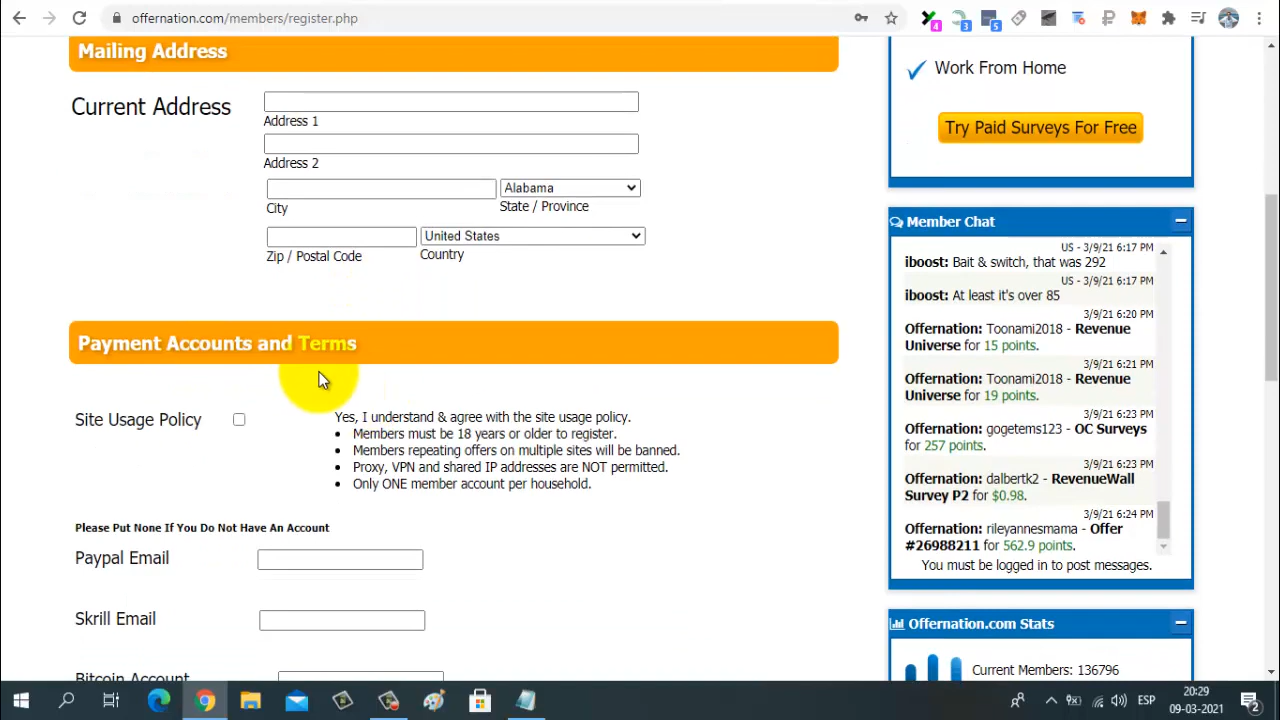 offernation.com/members/register.php
4
3
5
Mailing Address
Current Address
Address 1
Address 2
Alabama
City
State / Province
United States
Zip / Postal Code
Country
Payment Accounts and Terms
Site Usage Policy
Yes, I understand & agree with the site usage policy.
• Members must be 18 years or older to register.
• Members repeating offers on multiple sites will be banned.
• Proxy, VPN and shared IP addresses are NOT permitted.
• Only ONE member account per household.
Please Put None If You Do Not Have An Account
Paypal Email
Skrill Email
Bitcoin Account
Work From Home
Try Paid Surveys For Free
Member Chat
US - 3/9/21 6:17 PM
iboost: Bait & switch, that was 292
US - 3/9/21 6:17 PM
iboost: At least it's over 85
3/9/21 6:20 PM
Offernation: Toonami2018 - Revenue
Universe for 15 points.
3/9/21 6:21 PM
Offernation: Toonami2018 - Revenue
Universe for 19 points.
3/9/21 6:23 PM
Offernation: gogetems123 - OC Surveys
for 257 points.
3/9/21 6:23 PM
Offernation: dalbertk2 - RevenueWall
Survey P2 for $0.98.
3/9/21 6:24 PM
Offernation: rileyannesmama - Offer
#26988211 for 562.9 points.
You must be logged in to post messages.
Offernation.com Stats
Current Members: 136796
ESP
20:29
09-03-2021
2